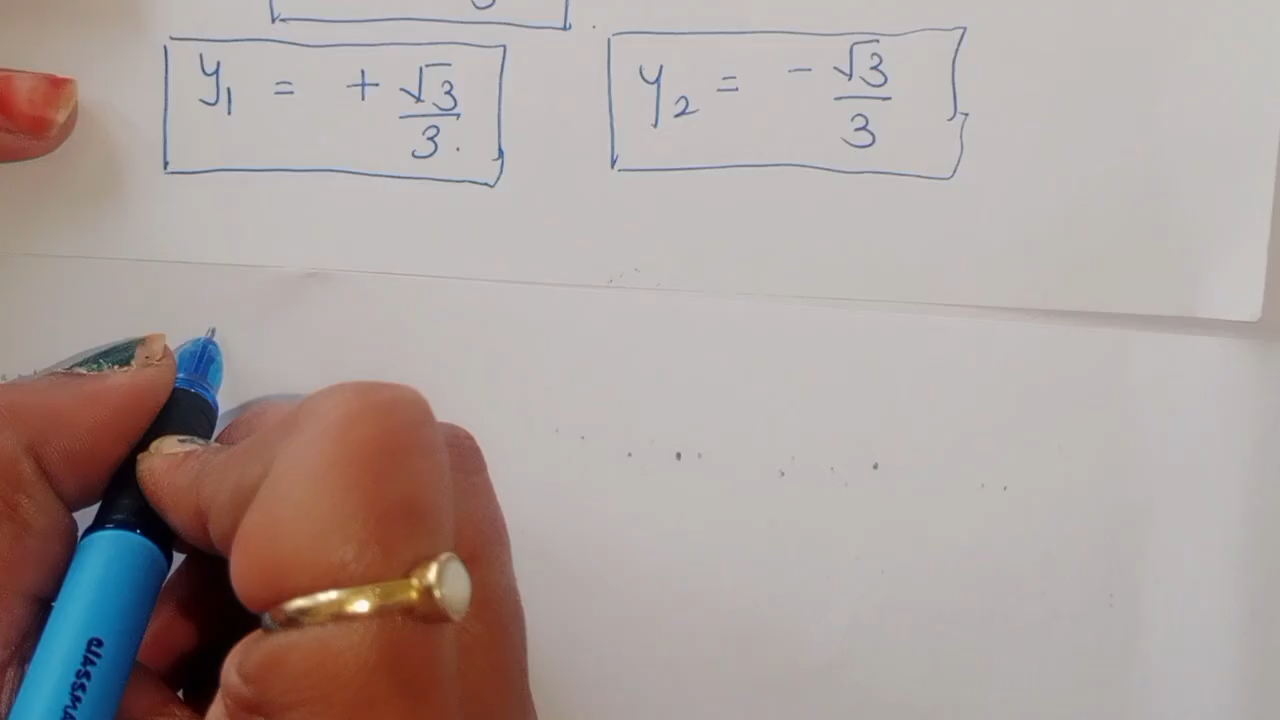 y₁ = + √3/3.
y₂ = - √3/3